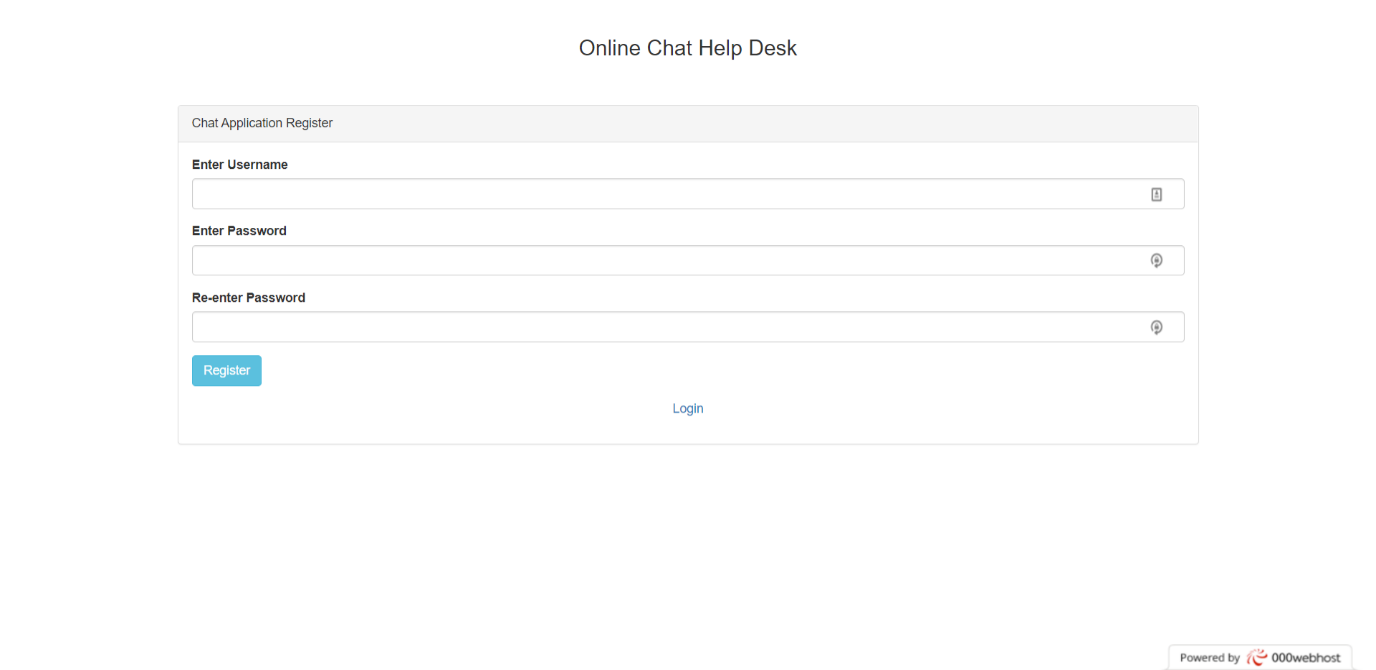 Online Chat Help Desk
Chat Application Register
Enter Username
Enter Password
Re-enter Password
Register
Login
Powered by 000webhost